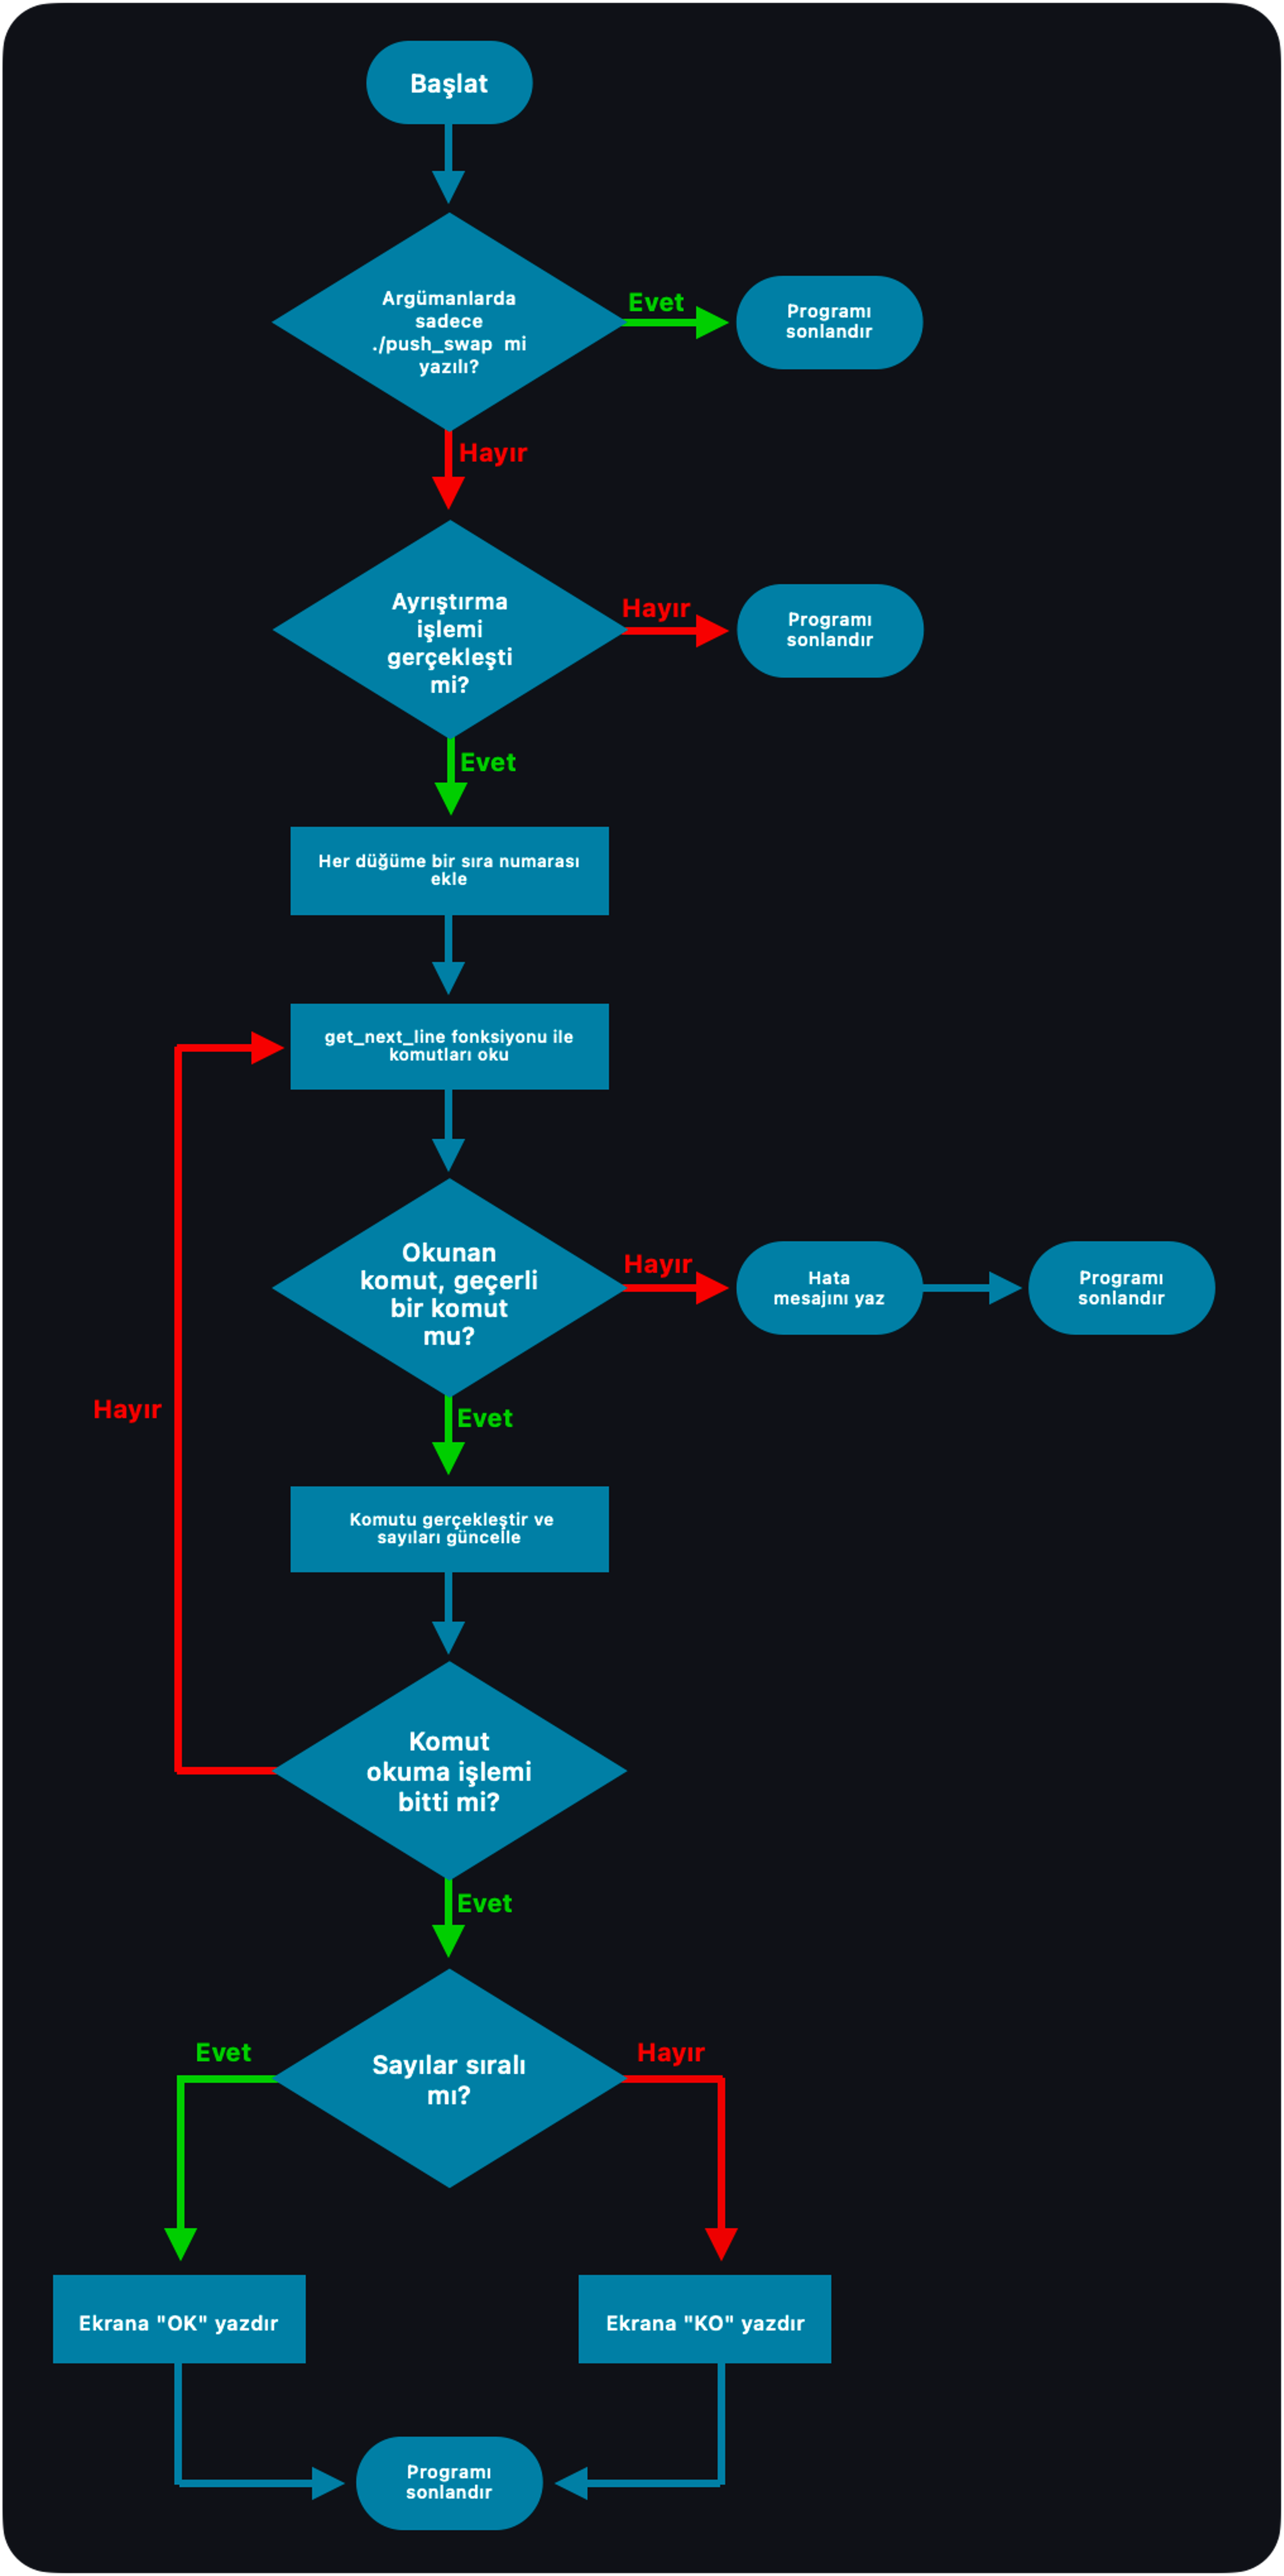 Başlat
Argümanlarda
sadece
./push_swap mi
yazılı?
Evet
Programı
sonlandır
Hayır
Ayrıştırma
işlemi
gerçekleşti
mi?
Hayır
Programı
sonlandır
Evet
Her düğüme bir sıra numarası
ekle
get_next_line fonksiyonu ile
komutları oku
Okunan
komut, geçerli
bir komut
mu?
Hayır
Hata
mesajını yaz
Programı
sonlandır
Hayır
Evet
Komutu gerçekleştir ve
sayıları güncelle
Komut
okuma işlemi
bitti mi?
Evet
Sayılar sıralı
mı?
Evet
Hayır
Ekrana "OK" yazdır
Ekrana "KO" yazdır
Programı
sonlandır